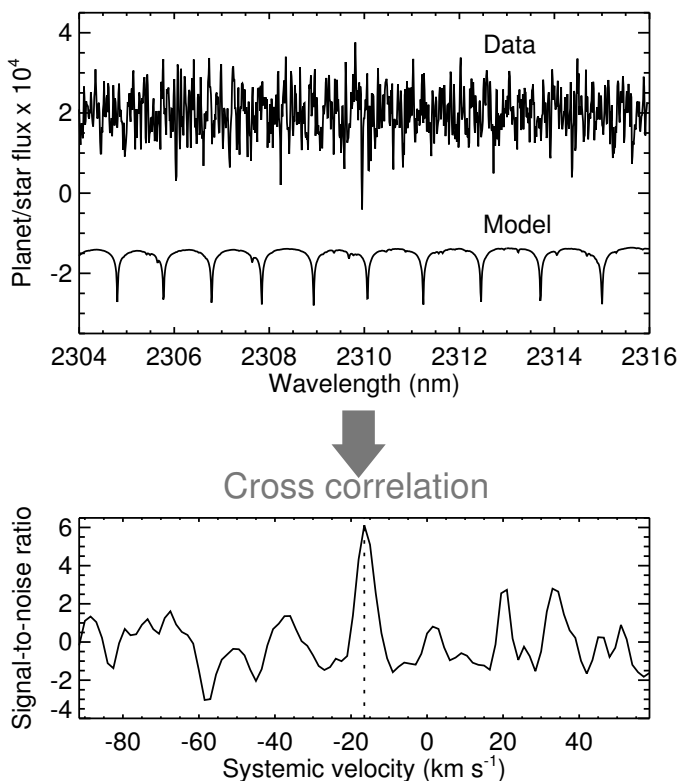 Planet/star flux x 10⁴
4
2
0
-2
Data
Model
2304 2306 2308 2310 2312 2314 2316
Wavelength (nm)
Cross correlation
Signal-to-noise ratio
6
4
2
0
-2
-4
-80 -60 -40 -20 0 20 40
Systemic velocity (km s⁻¹)